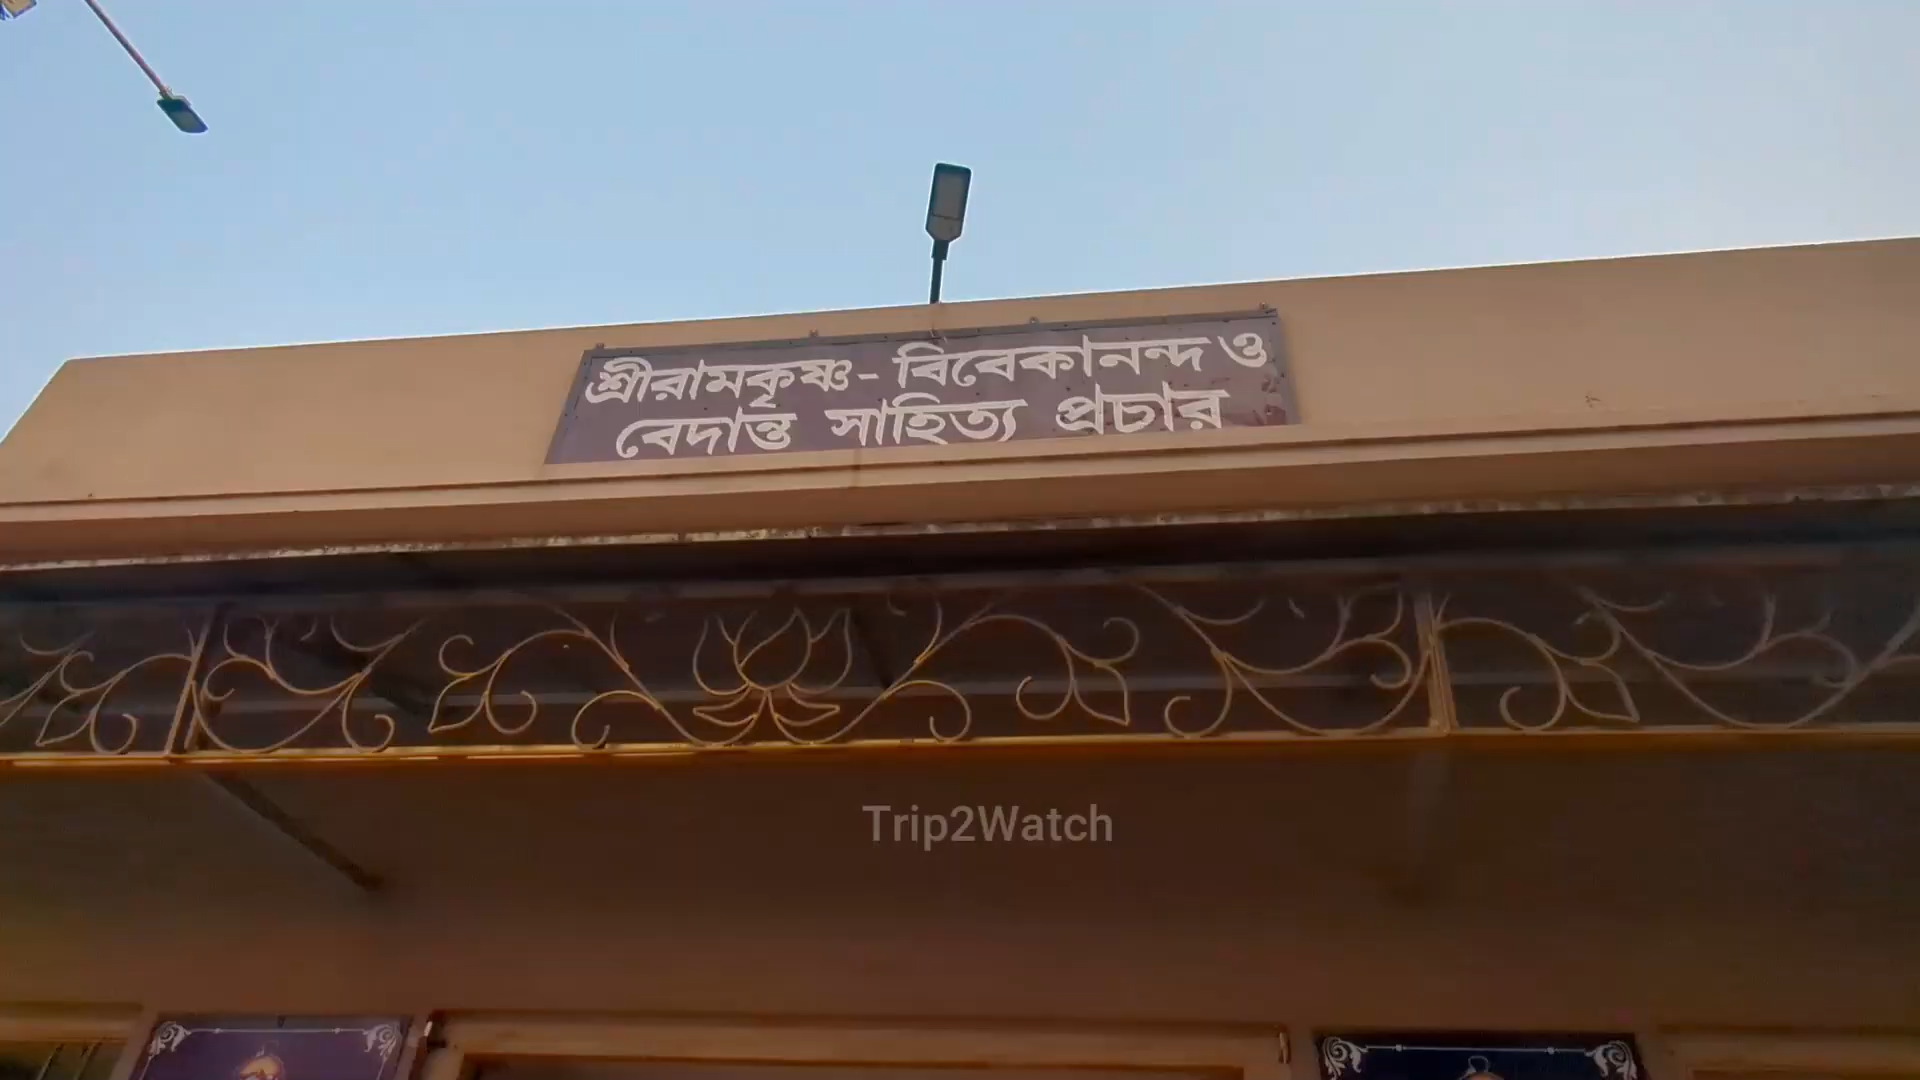 শ্রীরামকৃষ্ণ - বিবেকানন্দ ও
বেদান্ত সাহিত্য প্রচার
Trip2Watch